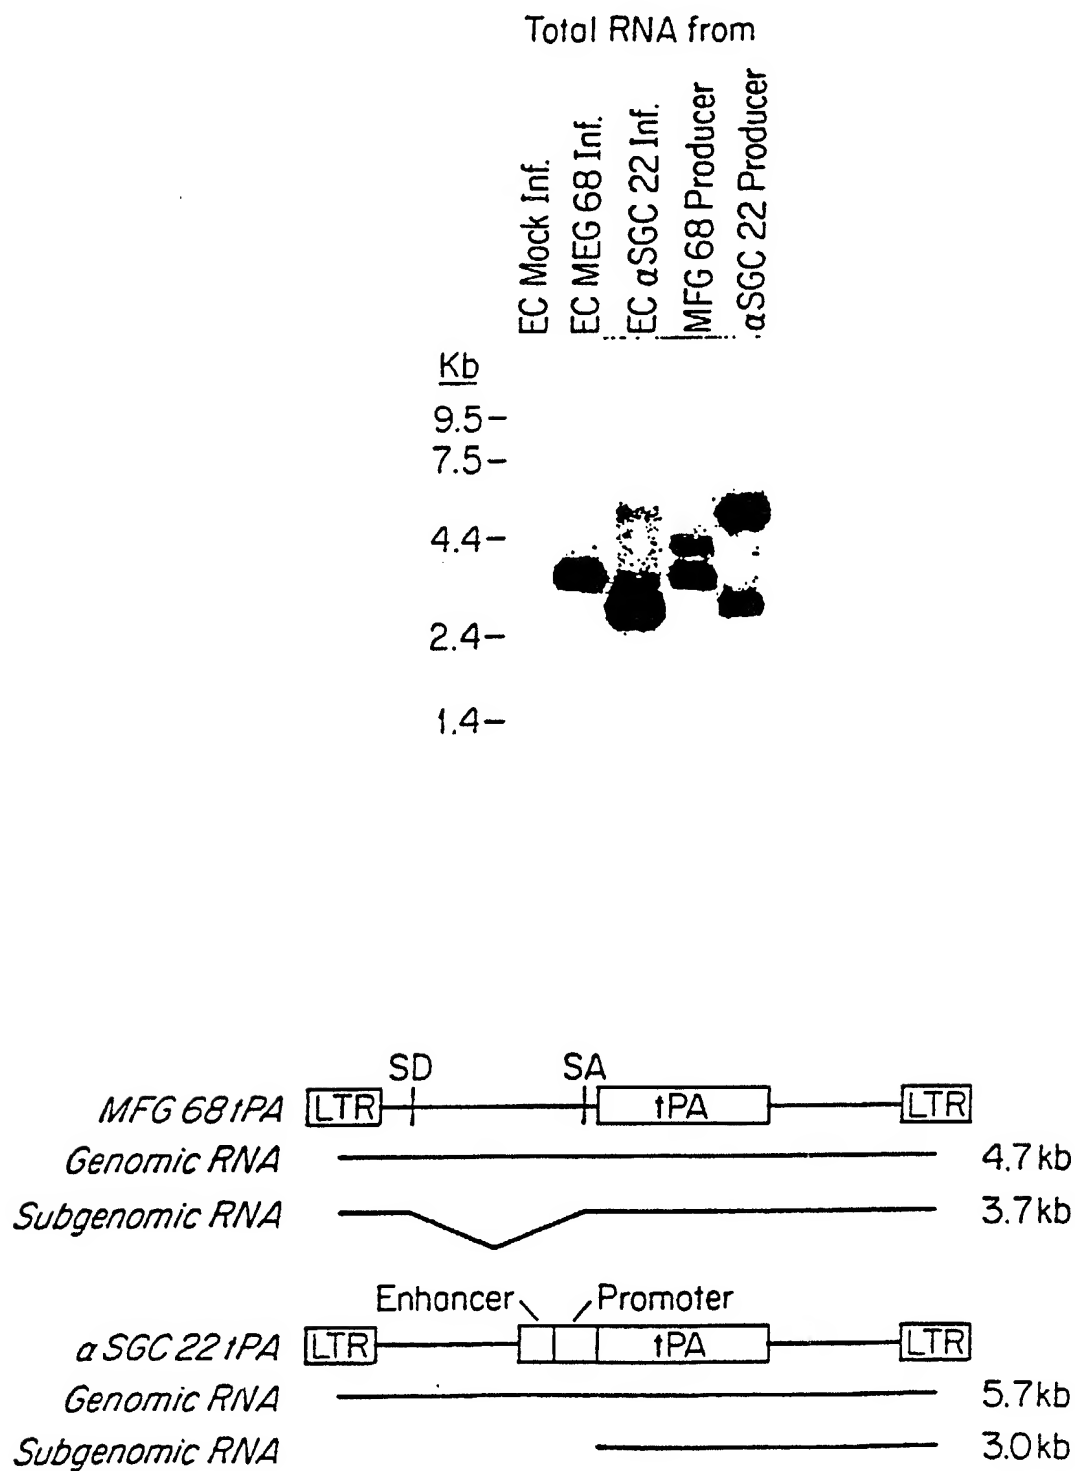 Total RNA from
EC Mock Inf.
EC MEG 68 Inf.
EC αSGC 22 Inf.
MFG 68 Producer
αSGC 22 Producer
Kb
9.5–
7.5–
4.4–
2.4–
1.4–
SD SA
MFG 68 tPA LTR tPA LTR
Genomic RNA 4.7 kb
Subgenomic RNA 3.7 kb
Enhancer Promoter
αSGC 22 tPA LTR tPA LTR
Genomic RNA 5.7 kb
Subgenomic RNA 3.0 kb